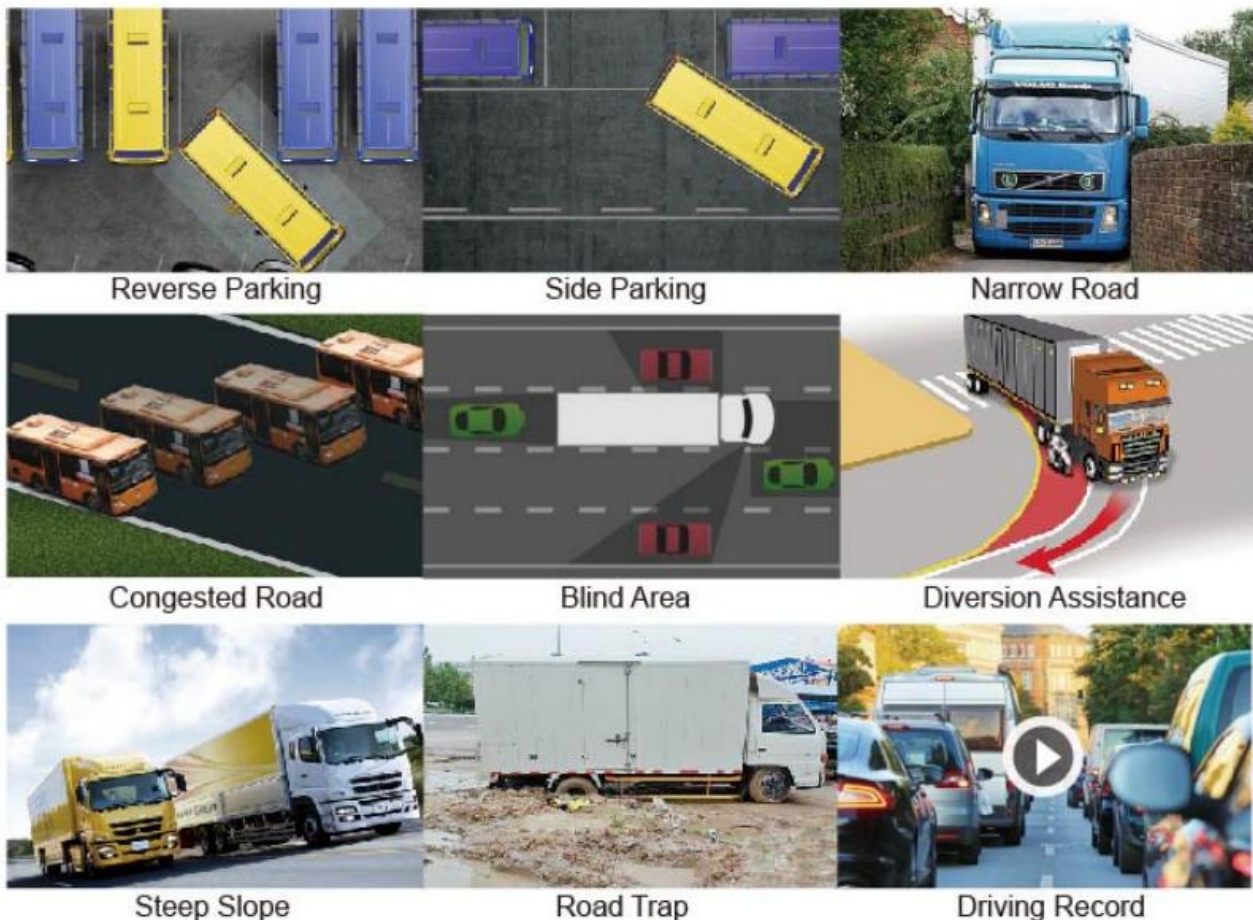 Reverse Parking
Side Parking
Narrow Road
Congested Road
Blind Area
Diversion Assistance
Steep Slope
Road Trap
Driving Record